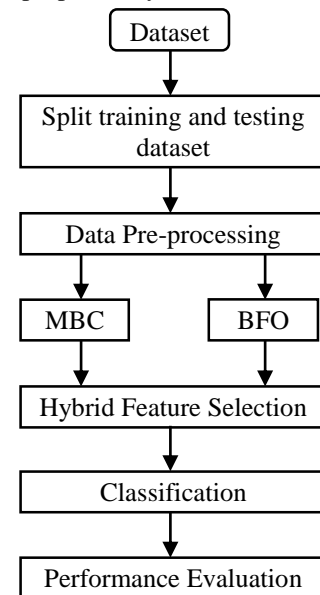 Dataset
Split training and testing
dataset
Data Pre-processing
MBC
BFO
Hybrid Feature Selection
Classification
Performance Evaluation